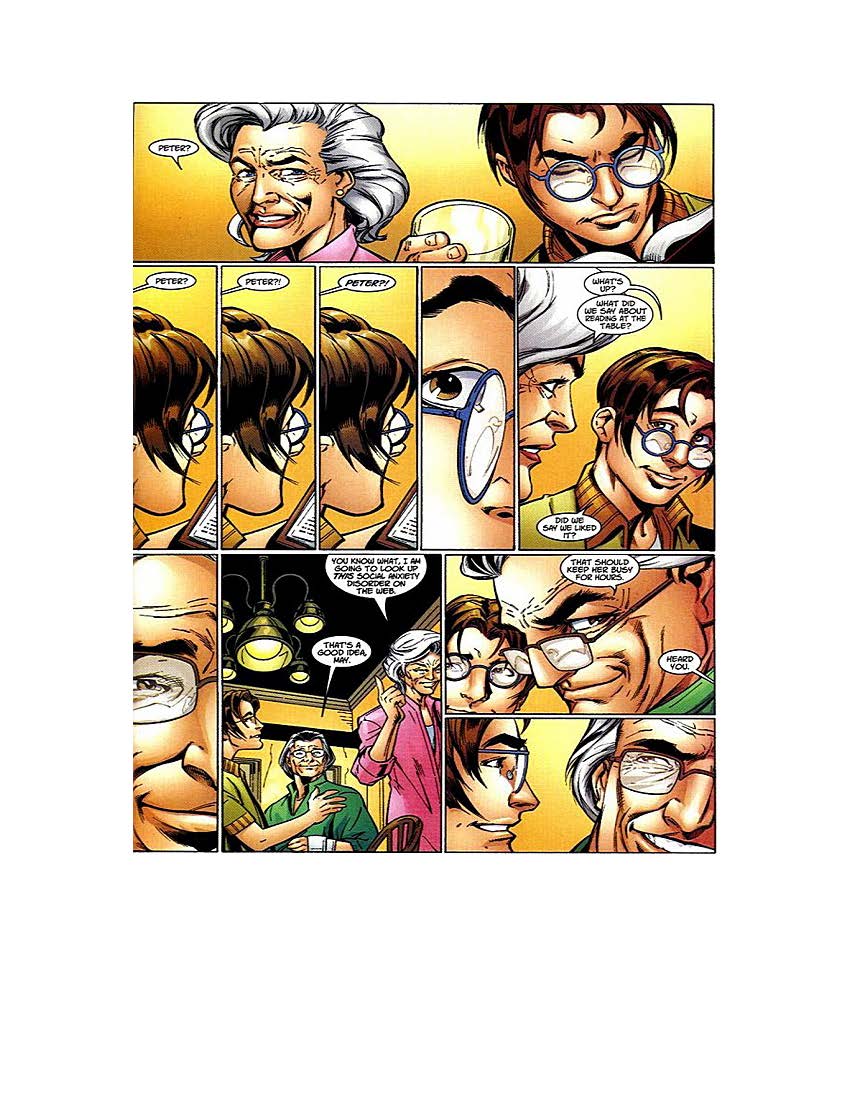 PETER?
PETER?
PETER?!
PETER?!
WHAT'S
UP?
WHAT DID
WE SAY ABOUT
READING AT THE
TABLE?
DID WE
SAY WE LIKED
IT?
YOU KNOW WHAT, I AM
GOING TO LOOK UP
THIS SOCIAL ANXIETY
DISORDER ON
THE WEB.
THAT'S A
GOOD IDEA,
MAY.
THAT SHOULD
KEEP HER BUSY
FOR HOURS.
HEARD
YOU.